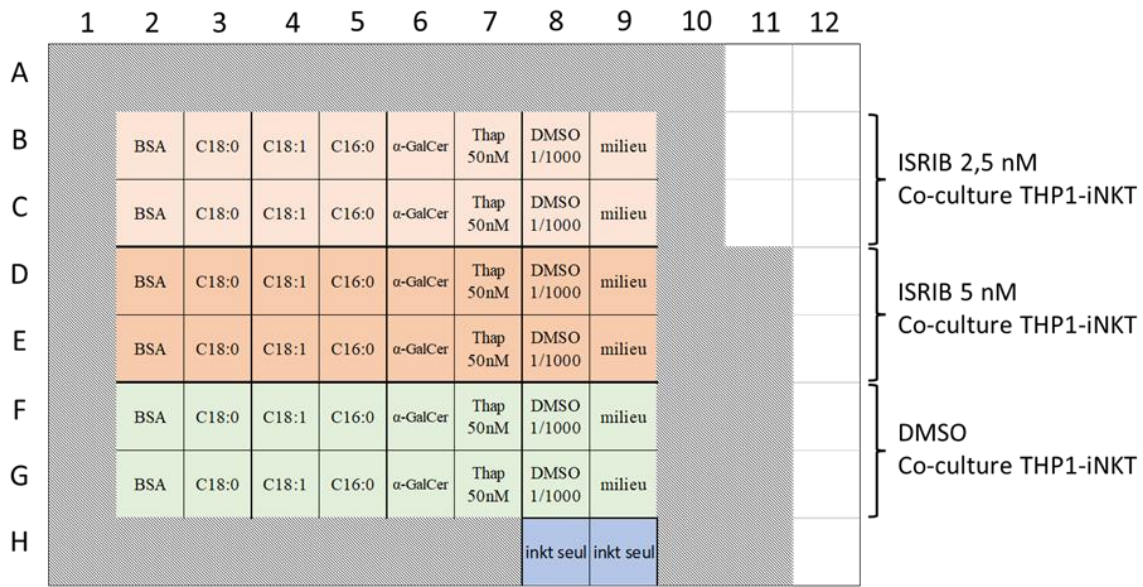 1 2 3 4 5 6 7 8 9 10 11 12
A
B BSA C18:0 C18:1 C16:0 α-GalCer Thap 50nM DMSO 1/1000 milieu
C BSA C18:0 C18:1 C16:0 α-GalCer Thap 50nM DMSO 1/1000 milieu
ISRIB 2,5 nM
Co-culture THP1-iNKT
D BSA C18:0 C18:1 C16:0 α-GalCer Thap 50nM DMSO 1/1000 milieu
E BSA C18:0 C18:1 C16:0 α-GalCer Thap 50nM DMSO 1/1000 milieu
ISRIB 5 nM
Co-culture THP1-iNKT
F BSA C18:0 C18:1 C16:0 α-GalCer Thap 50nM DMSO 1/1000 milieu
G BSA C18:0 C18:1 C16:0 α-GalCer Thap 50nM DMSO 1/1000 milieu
DMSO
Co-culture THP1-iNKT
H inkt seul inkt seul